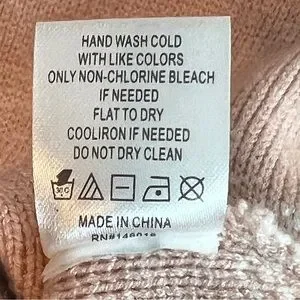 HAND WASH COLD
WITH LIKE COLORS
ONLY NON-CHLORINE BLEACH
IF NEEDED
FLAT TO DRY
COOLIRON IF NEEDED
DO NOT DRY CLEAN
MADE IN CHINA